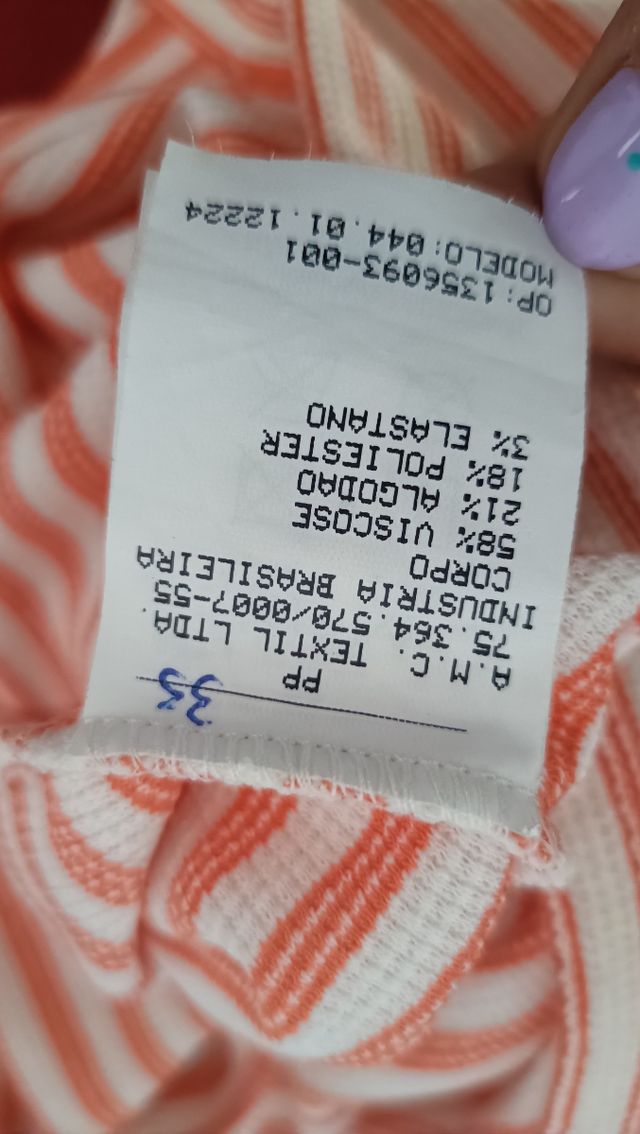 33
PP
A.M.C. TEXTIL LTDA.
75.364.570/0007-55
INDUSTRIA BRASILEIRA
CORPO
58% VISCOSE
21% ALGODAO
18% POLIESTER
3% ELASTANO
OP:1356093-001
MODELO:044.01.12224